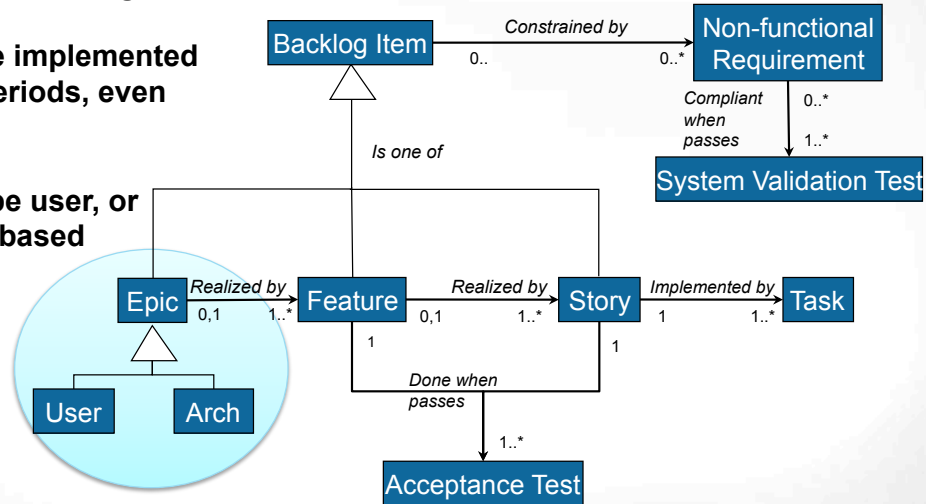 e implemented
eriods, even
be user, or
based
Backlog Item
Constrained by
0..
0..*
Non-functional
Requirement
Compliant
when
passes
0..*
1..*
System Validation Test
Is one of
Epic
Realized by
0,1
1..*
Feature
Realized by
0,1
1..*
Story
Implemented by
1
1..*
Task
1
1
User
Arch
Done when
passes
1..*
Acceptance Test